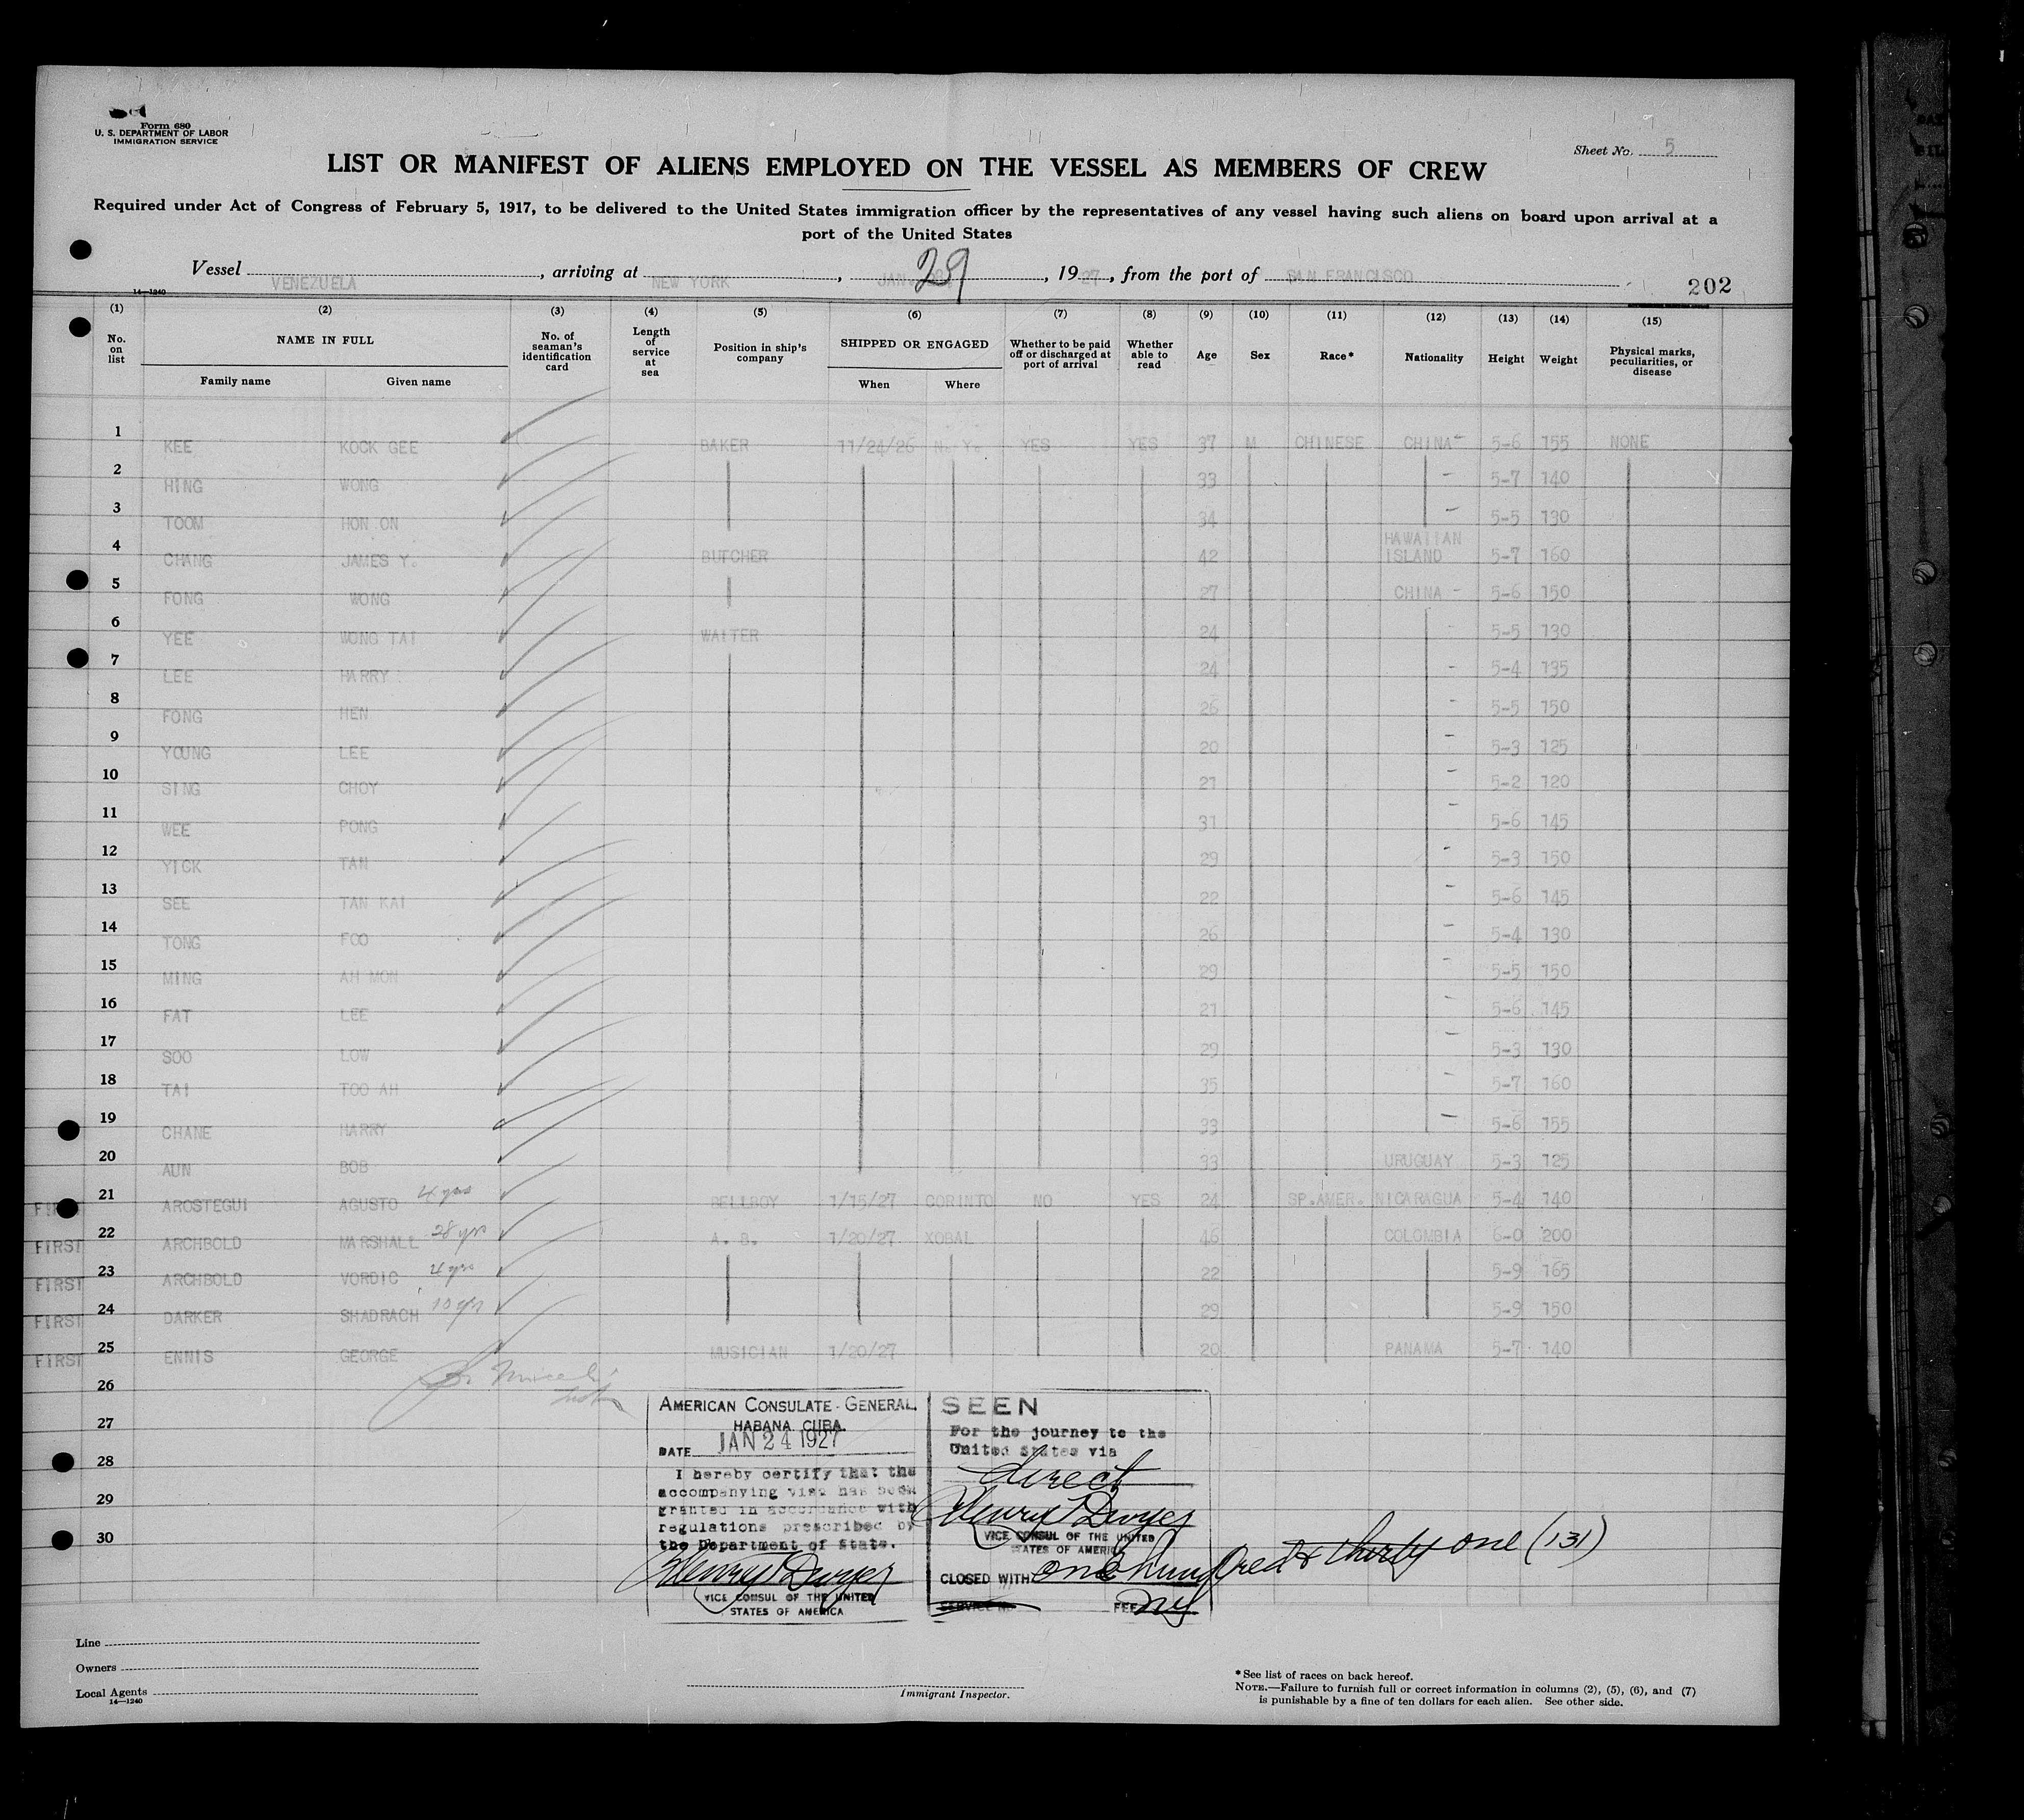 Form 680
U. S. DEPARTMENT OF LABOR
IMMIGRATION SERVICE
Sheet No. 5
LIST OR MANIFEST OF ALIENS EMPLOYED ON THE VESSEL AS MEMBERS OF CREW
Required under Act of Congress of February 5, 1917, to be delivered to the United States immigration officer by the representatives of any vessel having such aliens on board upon arrival at a
port of the United States
Vessel VENEZUELA, arriving at NEW YORK, JAN. 29, 1927, from the port of SAN FRANCISCO
202
14—1240
(1) (2) (3) (4) (5) (6) (7) (8) (9) (10) (11) (12) (13) (14) (15)
No. on list NAME IN FULL No. of seaman's identification card Length of service at sea Position in ship's company SHIPPED OR ENGAGED Whether to be paid off or discharged at port of arrival Whether able to read Age Sex Race* Nationality Height Weight Physical marks, peculiarities, or disease
Family name Given name When Where
1 KEE KOCK GEE BAKER 11/24/26 N. Y. YES YES 37 M CHINESE CHINA 5-6 155 NONE
2 HING WONG 33 - 5-7 140
3 TOOM HON ON 34 - 5-5 130
4 CHANG JAMES Y. BUTCHER 42 HAWAIIAN ISLAND 5-7 160
5 FONG WONG 27 CHINA - 5-6 150
6 YEE WONG TAI WAITER 24 - 5-5 130
7 LEE HARRY 24 - 5-4 135
8 FONG HEN 26 - 5-5 150
9 YOUNG LEE 20 - 5-3 125
10 SING CHOY 21 - 5-2 120
11 WEE PONG 31 - 5-6 145
12 YICK TAN 29 - 5-3 150
13 SEE TAN KAI 22 - 5-6 145
14 TONG FOO 26 - 5-4 130
15 MING AH MON 29 - 5-5 150
16 FAT LEE 21 - 5-6 145
17 SOO LOW 29 - 5-3 130
18 TAI TOO AH 35 - 5-7 160
19 CHANE HARRY 33 - 5-6 155
20 AUN BOB 33 URUGUAY 5-3 125
FIRST 21 AROSTEGUI AGUSTO 4 yrs BELLBOY 1/15/27 CORINTO NO YES 24 SP.AMER. NICARAGUA 5-4 140
FIRST 22 ARCHBOLD MARSHALL 28 yrs A. B. 1/20/27 XOBAL 46 COLOMBIA 6-0 200
FIRST 23 ARCHBOLD VORDIC 4 yrs 22 5-9 165
FIRST 24 DARKER SHADRACH 10 yrs 29 5-9 150
FIRST 25 ENNIS GEORGE MUSICIAN 1/20/27 20 PANAMA 5-7 140
26
27
28
29
30
AMERICAN CONSULATE-GENERAL.
HABANA, CUBA.
DATE JAN 24 1927
I hereby certify that the
accompanying visa has been
granted in accordance with
regulations prescribed by
the Department of State.
Henry T Dwyer
VICE CONSUL OF THE UNITED
STATES OF AMERICA
SEEN
For the journey to the
United States via
direct
Henry T Dwyer
VICE CONSUL OF THE UNITED
STATES OF AMERICA
CLOSED WITH one hundred & thirty one (131)
SERVICE No. FEE
Line
Owners
Local Agents
14—1240
Immigrant Inspector.
*See list of races on back hereof.
NOTE.—Failure to furnish full or correct information in columns (2), (5), (6), and (7)
is punishable by a fine of ten dollars for each alien. See other side.